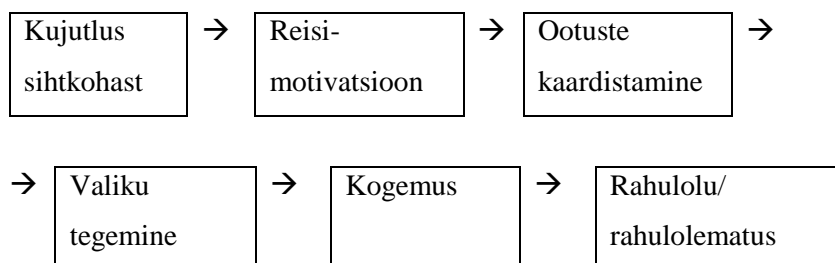 Kujutlus → Reisi- → Ootuste →
sihtkohast motivatsioon kaardistamine
→ Valiku → Kogemus → Rahulolu/
tegemine rahulolematus